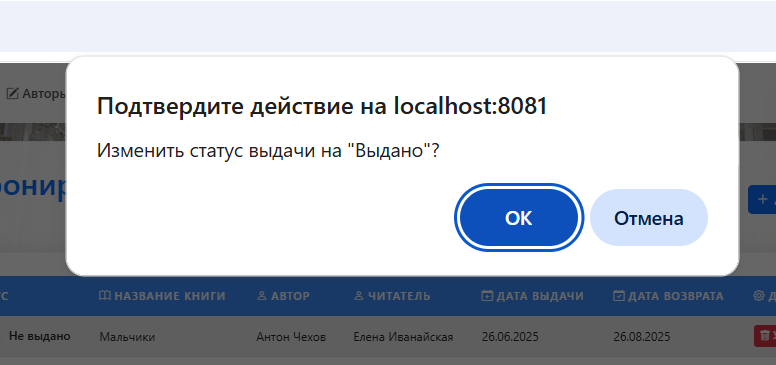 Авторы
Подтвердите действие на localhost:8081
Изменить статус выдачи на "Выдано"?
ОК
Отмена
НАЗВАНИЕ КНИГИ
АВТОР
ЧИТАТЕЛЬ
ДАТА ВЫДАЧИ
ДАТА ВОЗВРАТА
Не выдано
Мальчики
Антон Чехов
Елена Иванайская
26.06.2025
26.08.2025